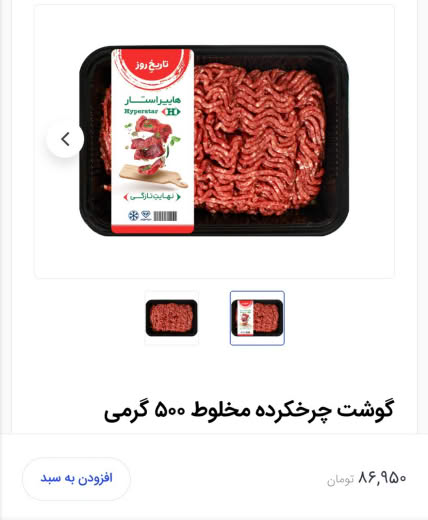 تاریخ روز
هایپراستار
Hyperstar
نهایت تازگی
گوشت چرخکرده مخلوط ۵۰۰ گرمی
۸۶,۹۵۰ تومان
افزودن به سبد